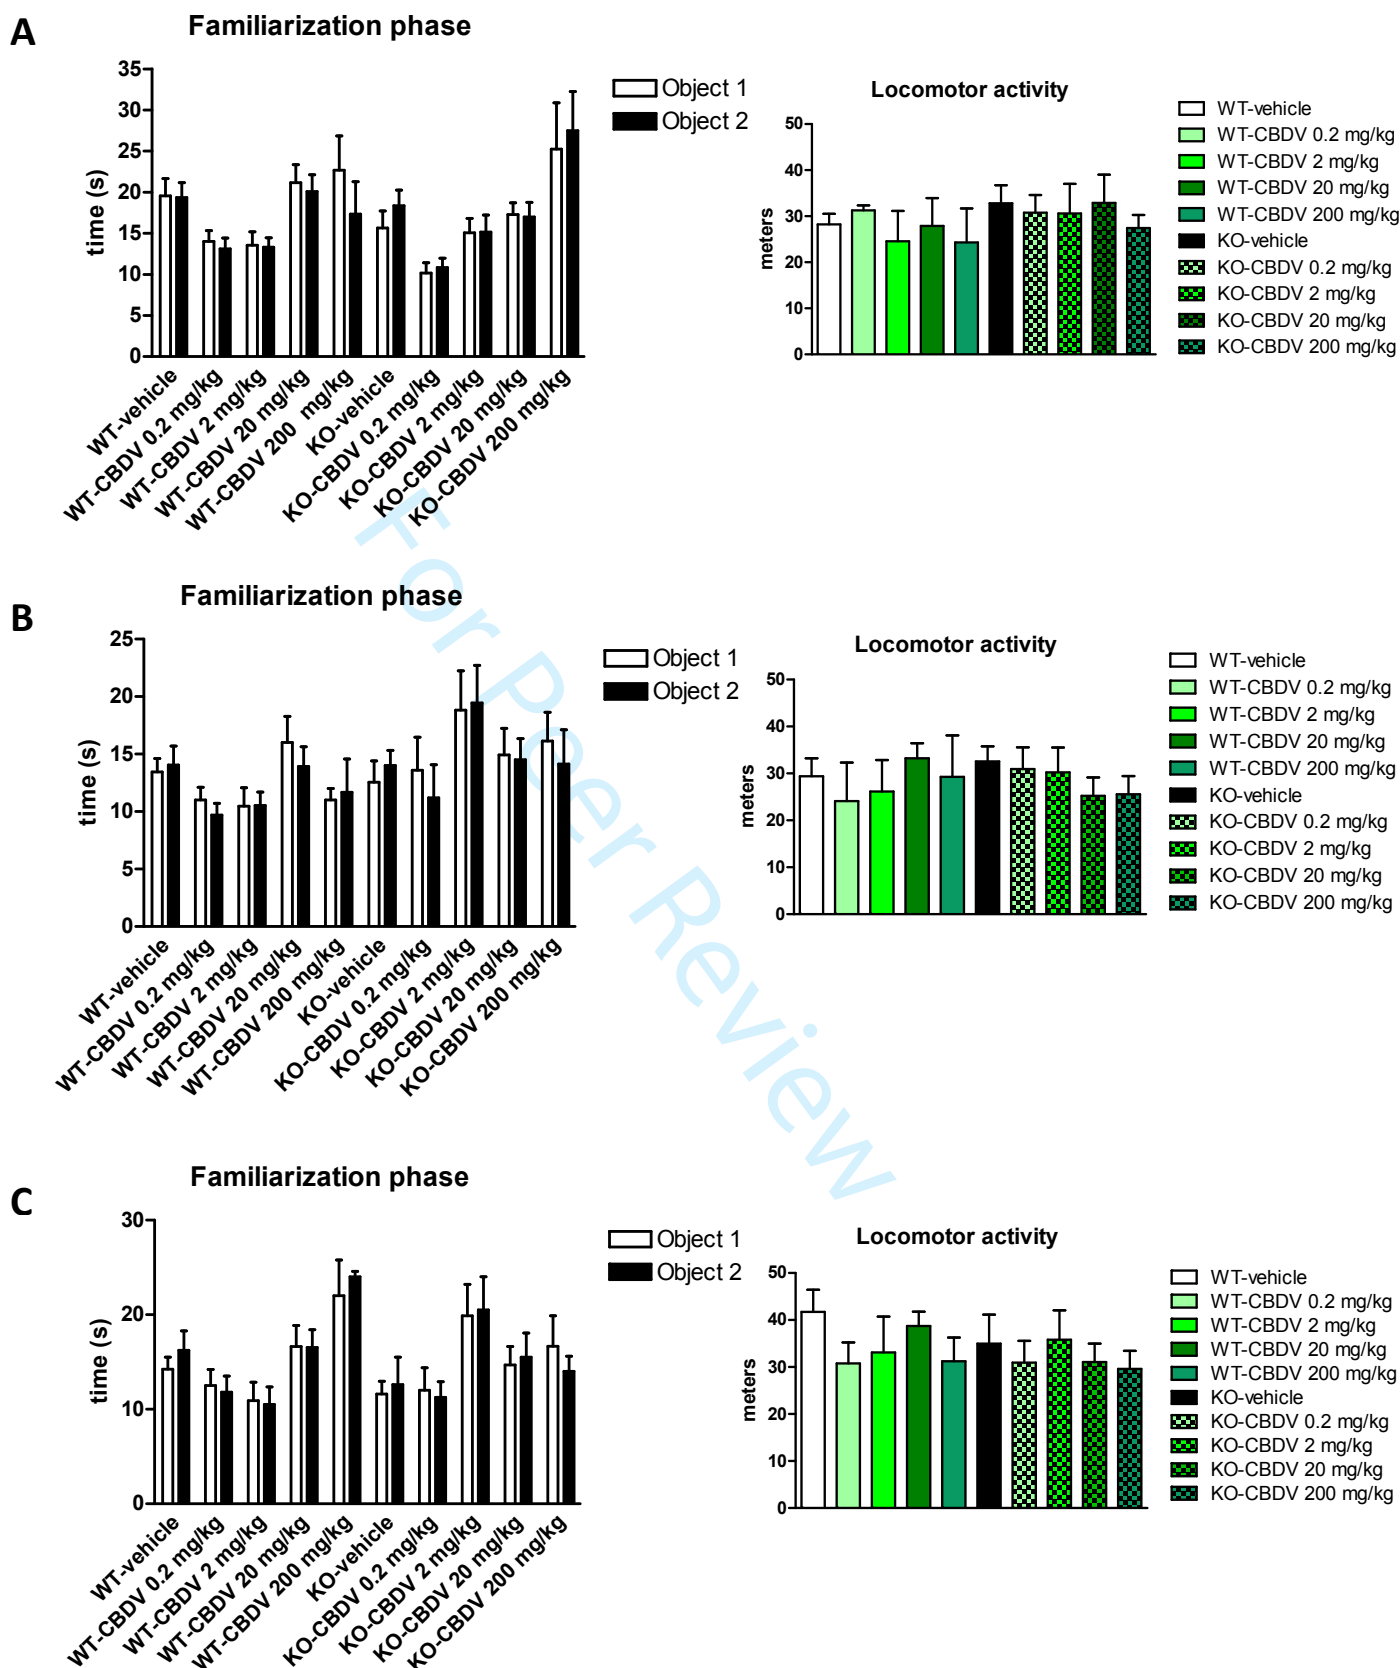 A
Familiarization phase
35
30
25
20
15
10
5
0
time (s)
Object 1
Object 2
WT-vehicle
WT-CBDV 0.2 mg/kg
WT-CBDV 2 mg/kg
WT-CBDV 20 mg/kg
WT-CBDV 200 mg/kg
KO-vehicle
KO-CBDV 0.2 mg/kg
KO-CBDV 2 mg/kg
KO-CBDV 20 mg/kg
KO-CBDV 200 mg/kg
Locomotor activity
50
40
30
20
10
0
meters
WT-vehicle
WT-CBDV 0.2 mg/kg
WT-CBDV 2 mg/kg
WT-CBDV 20 mg/kg
WT-CBDV 200 mg/kg
KO-vehicle
KO-CBDV 0.2 mg/kg
KO-CBDV 2 mg/kg
KO-CBDV 20 mg/kg
KO-CBDV 200 mg/kg
For Peer Review
B
Familiarization phase
25
20
15
10
5
0
time (s)
Object 1
Object 2
WT-vehicle
WT-CBDV 0.2 mg/kg
WT-CBDV 2 mg/kg
WT-CBDV 20 mg/kg
WT-CBDV 200 mg/kg
KO-vehicle
KO-CBDV 0.2 mg/kg
KO-CBDV 2 mg/kg
KO-CBDV 20 mg/kg
KO-CBDV 200 mg/kg
Locomotor activity
50
40
30
20
10
0
meters
WT-vehicle
WT-CBDV 0.2 mg/kg
WT-CBDV 2 mg/kg
WT-CBDV 20 mg/kg
WT-CBDV 200 mg/kg
KO-vehicle
KO-CBDV 0.2 mg/kg
KO-CBDV 2 mg/kg
KO-CBDV 20 mg/kg
KO-CBDV 200 mg/kg
C
Familiarization phase
30
20
10
0
time (s)
Object 1
Object 2
WT-vehicle
WT-CBDV 0.2 mg/kg
WT-CBDV 2 mg/kg
WT-CBDV 20 mg/kg
WT-CBDV 200 mg/kg
KO-vehicle
KO-CBDV 0.2 mg/kg
KO-CBDV 2 mg/kg
KO-CBDV 20 mg/kg
KO-CBDV 200 mg/kg
Locomotor activity
50
40
30
20
10
0
meters
WT-vehicle
WT-CBDV 0.2 mg/kg
WT-CBDV 2 mg/kg
WT-CBDV 20 mg/kg
WT-CBDV 200 mg/kg
KO-vehicle
KO-CBDV 0.2 mg/kg
KO-CBDV 2 mg/kg
KO-CBDV 20 mg/kg
KO-CBDV 200 mg/kg